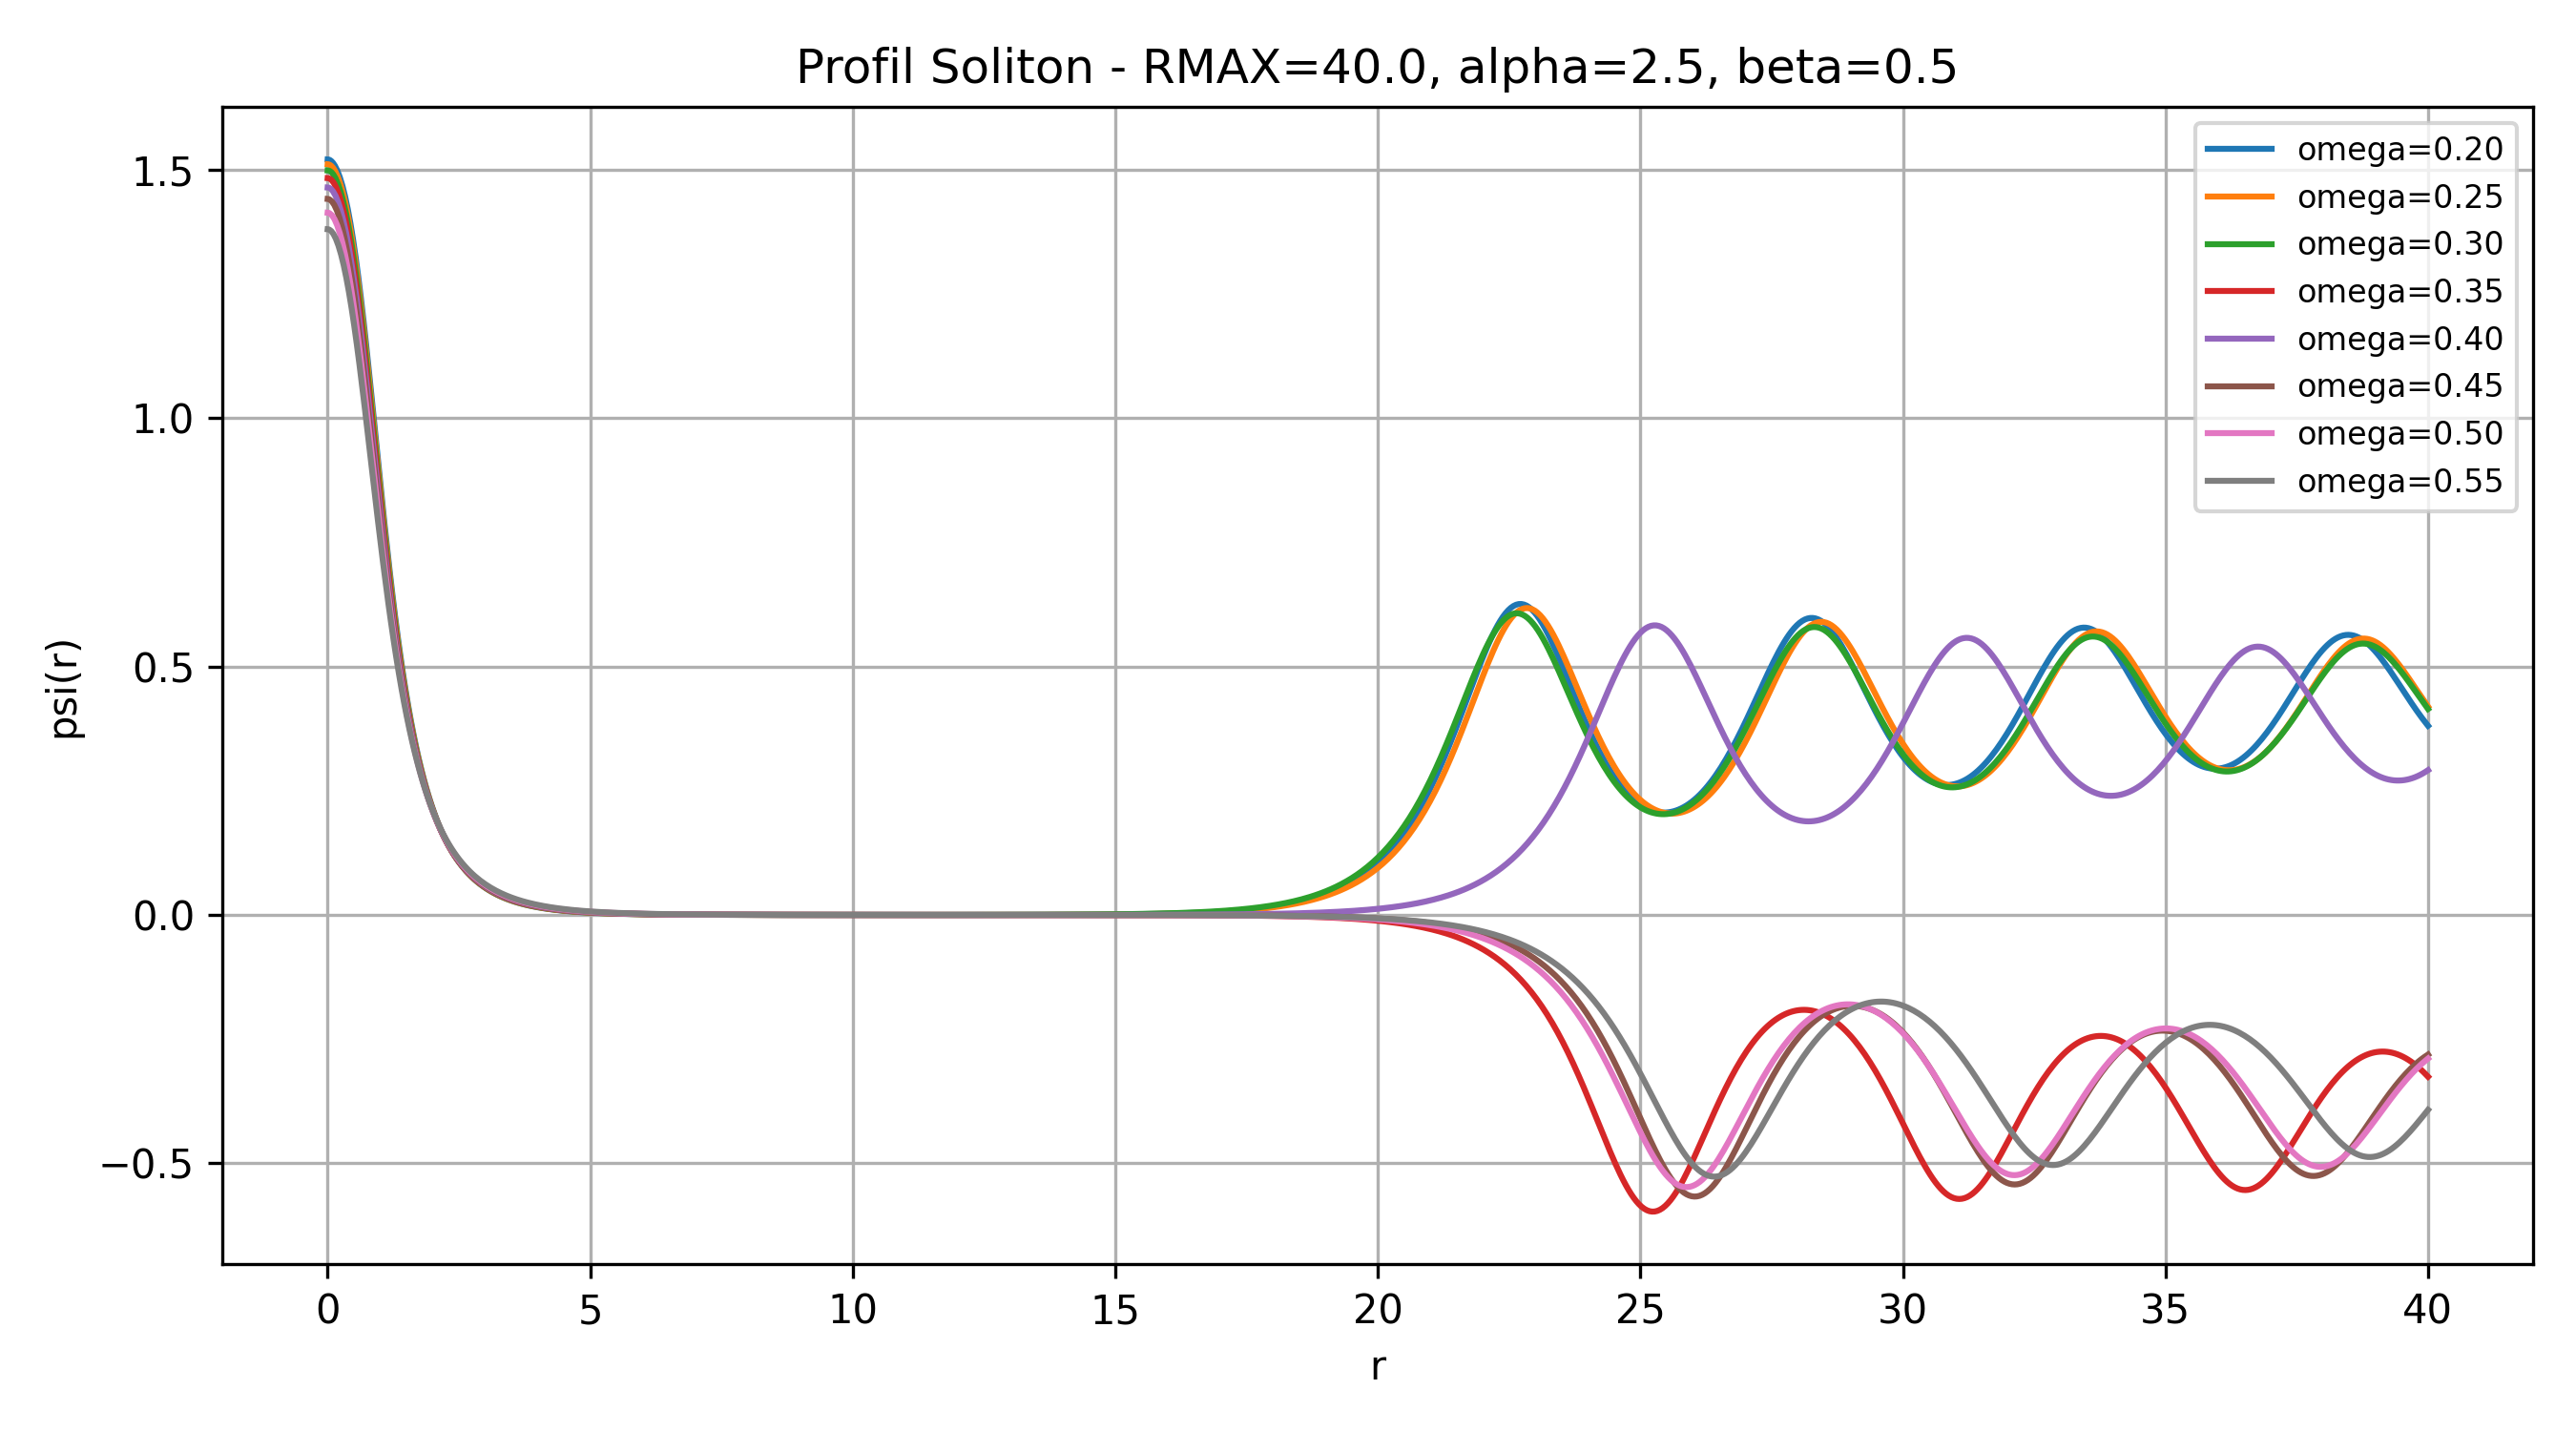 Profil Soliton - RMAX=40.0, alpha=2.5, beta=0.5
omega=0.20
omega=0.25
omega=0.30
omega=0.35
omega=0.40
omega=0.45
omega=0.50
omega=0.55
psi(r)
1.5
1.0
0.5
0.0
−0.5
0 5 10 15 20 25 30 35 40
r